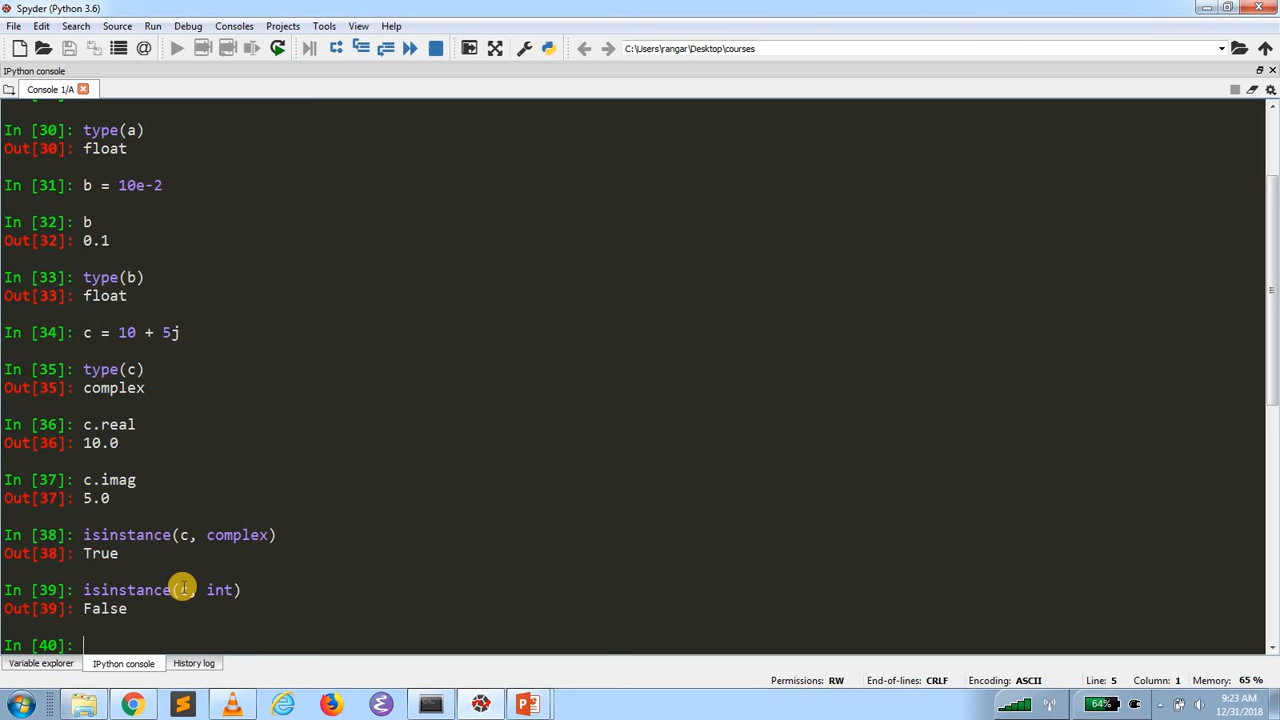 Spyder (Python 3.6)
File Edit Search Source Run Debug Consoles Projects Tools View Help
C:\Users\rangar\Desktop\courses
IPython console
Console 1/A
In [30]: type(a)
Out[30]: float
In [31]: b = 10e-2
In [32]: b
Out[32]: 0.1
In [33]: type(b)
Out[33]: float
In [34]: c = 10 + 5j
In [35]: type(c)
Out[35]: complex
In [36]: c.real
Out[36]: 10.0
In [37]: c.imag
Out[37]: 5.0
In [38]: isinstance(c, complex)
Out[38]: True
In [39]: isinstance(c, int)
Out[39]: False
In [40]:
Variable explorer IPython console History log
Permissions: RW End-of-lines: CRLF Encoding: ASCII Line: 5 Column: 1 Memory: 65 %
64% 9:23 AM
12/31/2018